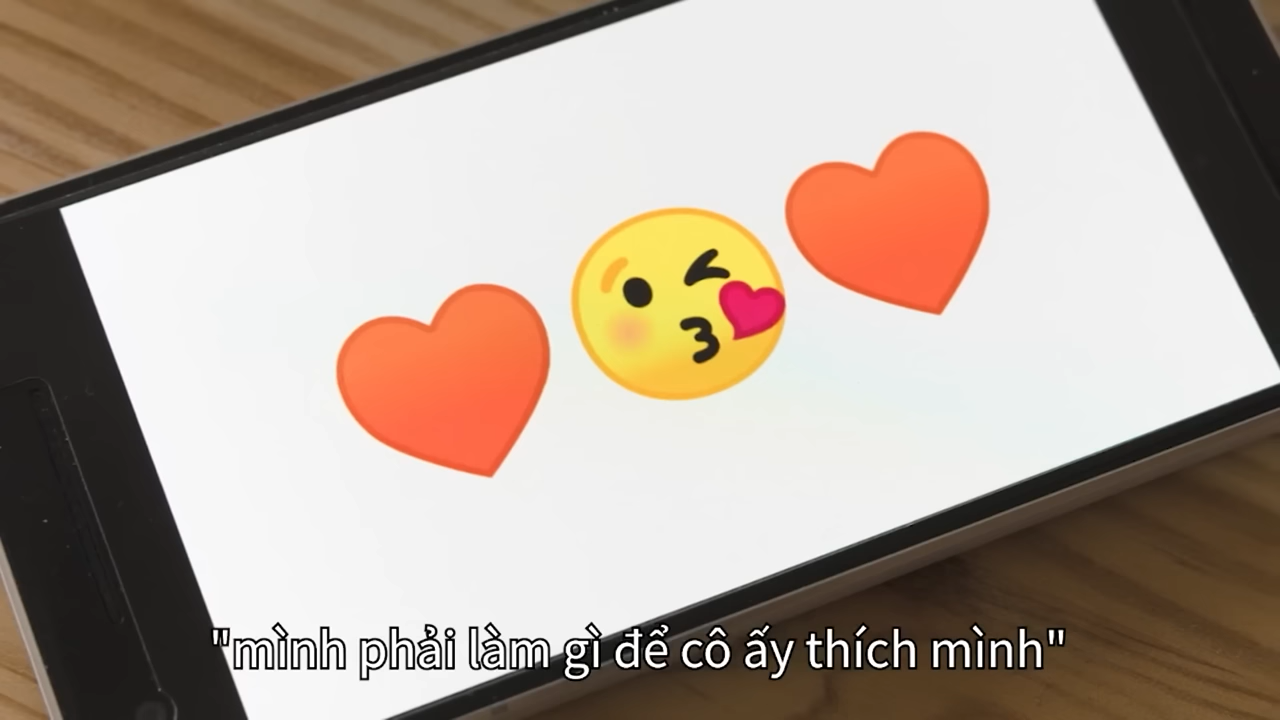 "mình phải làm gì để cô ấy thích mình"